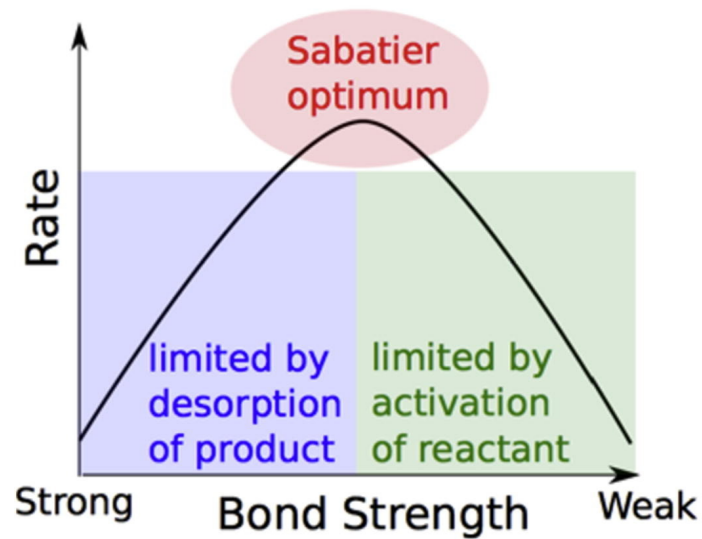 Sabatier
optimum
Rate
limited by
desorption
of product
limited by
activation
of reactant
Strong
Bond Strength
Weak